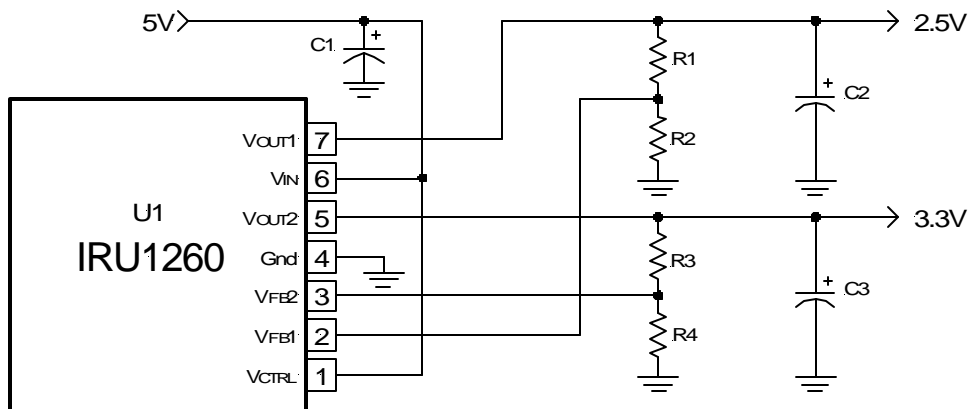 5V
C1
+
R1
2.5V
+
C2
R2
VOUT1 7
VIN 6
U1
IRU1260
VOUT2 5
3.3V
Gnd 4
R3
VFB2 3
+
C3
VFB1 2
R4
VCTRL 1